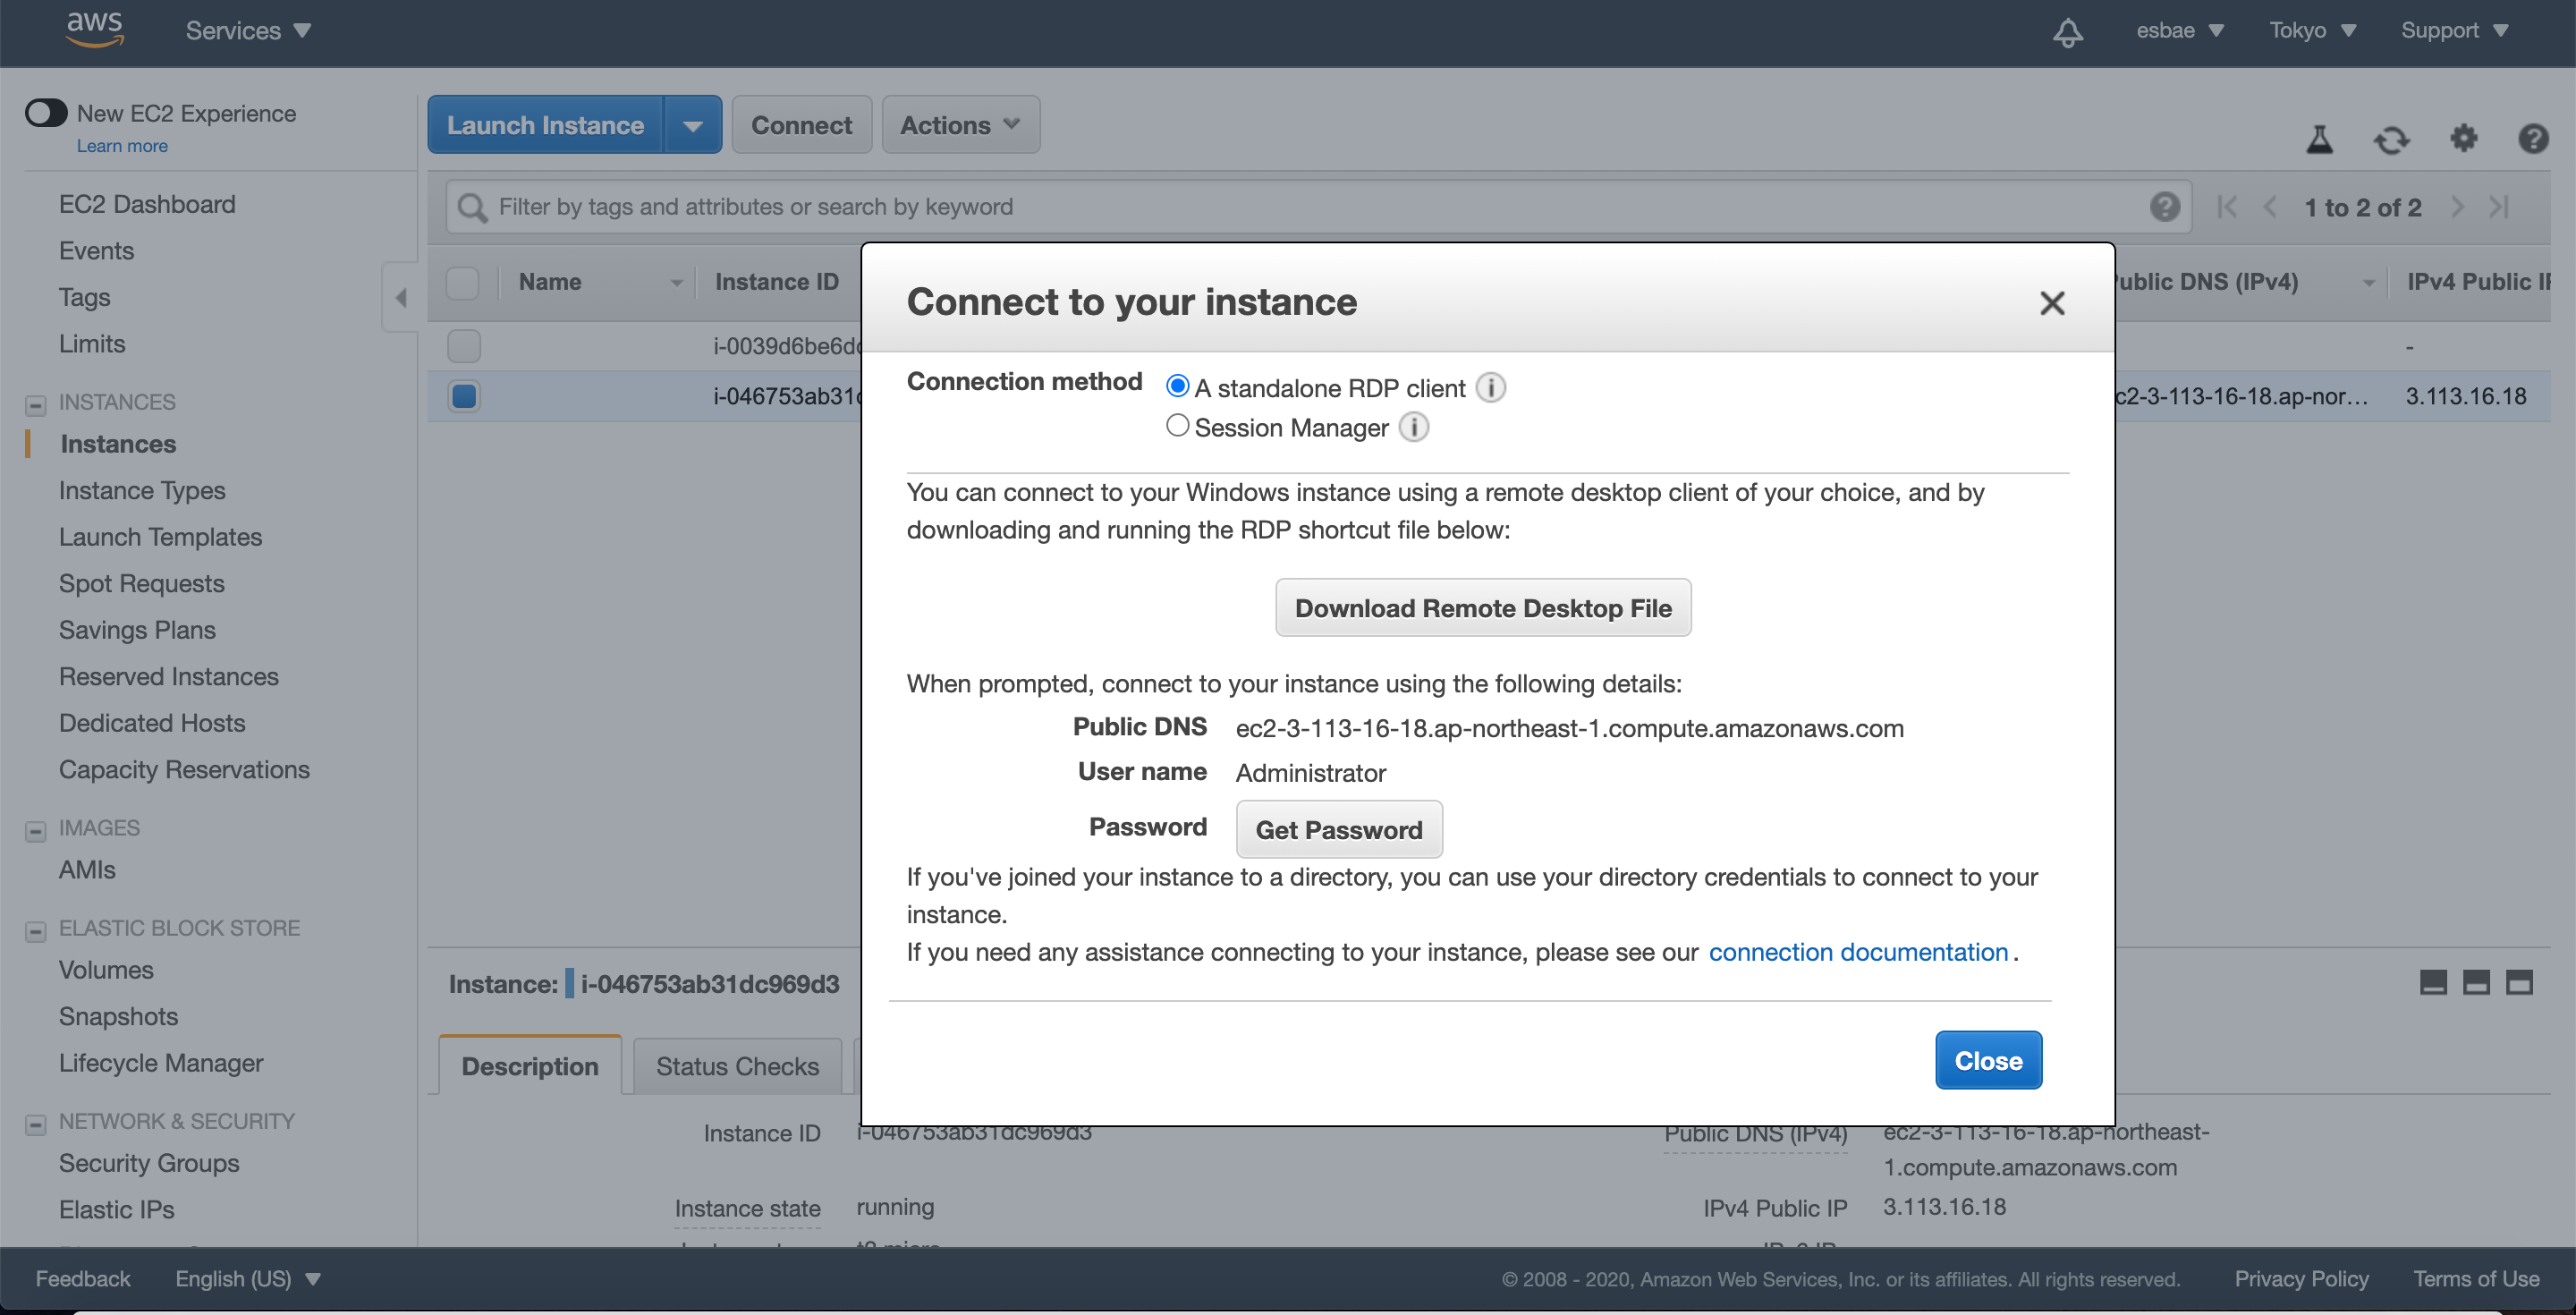 aws
Services
esbae
Tokyo
Support
New EC2 Experience
Learn more
EC2 Dashboard
Events
Tags
Limits
INSTANCES
Instances
Instance Types
Launch Templates
Spot Requests
Savings Plans
Reserved Instances
Dedicated Hosts
Capacity Reservations
IMAGES
AMIs
ELASTIC BLOCK STORE
Volumes
Snapshots
Lifecycle Manager
NETWORK & SECURITY
Security Groups
Elastic IPs
Launch Instance
Connect
Actions
Filter by tags and attributes or search by keyword
1 to 2 of 2
Name
Instance ID
Public DNS (IPv4)
IPv4 Public
i-0039d6be6
-
i-046753ab31
c2-3-113-16-18.ap-nor...
3.113.16.18
Connect to your instance
Connection method
A standalone RDP client
Session Manager
You can connect to your Windows instance using a remote desktop client of your choice, and by
downloading and running the RDP shortcut file below:
Download Remote Desktop File
When prompted, connect to your instance using the following details:
Public DNS ec2-3-113-16-18.ap-northeast-1.compute.amazonaws.com
User name Administrator
Password Get Password
If you've joined your instance to a directory, you can use your directory credentials to connect to your
instance.
If you need any assistance connecting to your instance, please see our connection documentation.
Close
Instance: i-046753ab31dc969d3
Description
Status Checks
Instance ID i-046753ab31dc969d3
Public DNS (IPv4) ec2-3-113-16-18.ap-northeast-
1.compute.amazonaws.com
Instance state running
IPv4 Public IP 3.113.16.18
Feedback
English (US)
© 2008 - 2020, Amazon Web Services, Inc. or its affiliates. All rights reserved.
Privacy Policy
Terms of Use